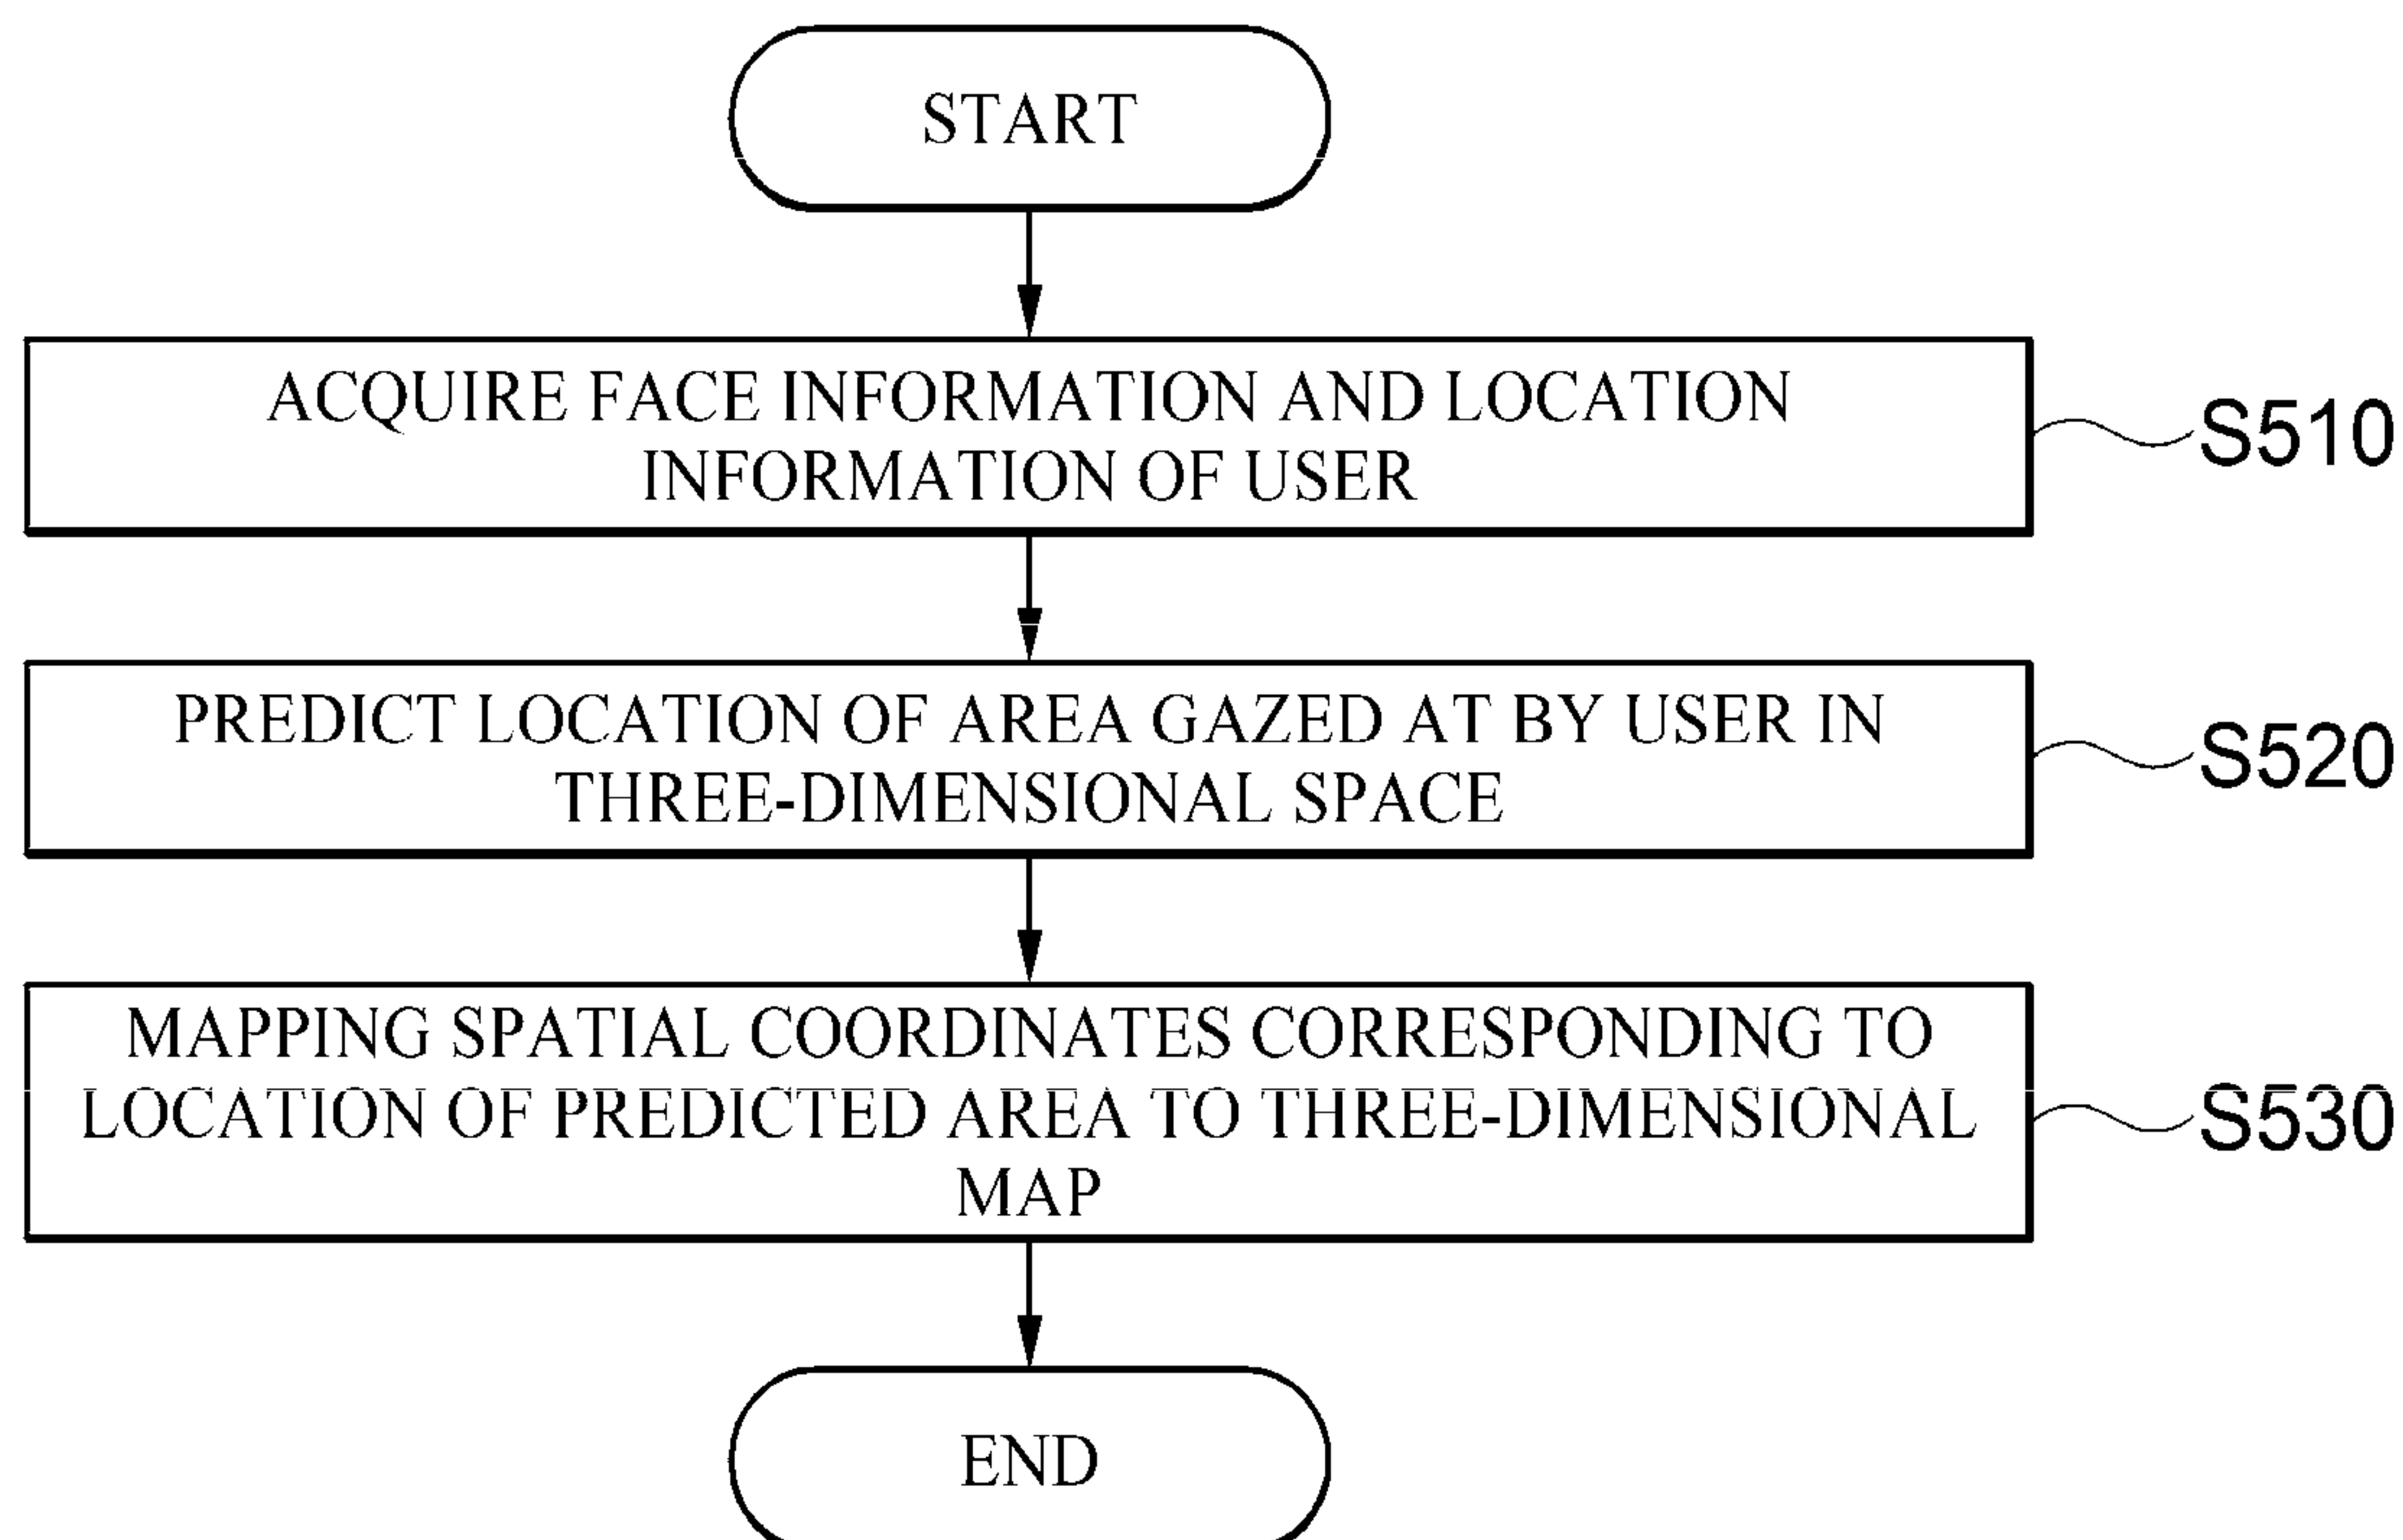 START
ACQUIRE FACE INFORMATION AND LOCATION
INFORMATION OF USER
S510
PREDICT LOCATION OF AREA GAZED AT BY USER IN
THREE-DIMENSIONAL SPACE
S520
MAPPING SPATIAL COORDINATES CORRESPONDING TO
LOCATION OF PREDICTED AREA TO THREE-DIMENSIONAL
MAP
S530
END